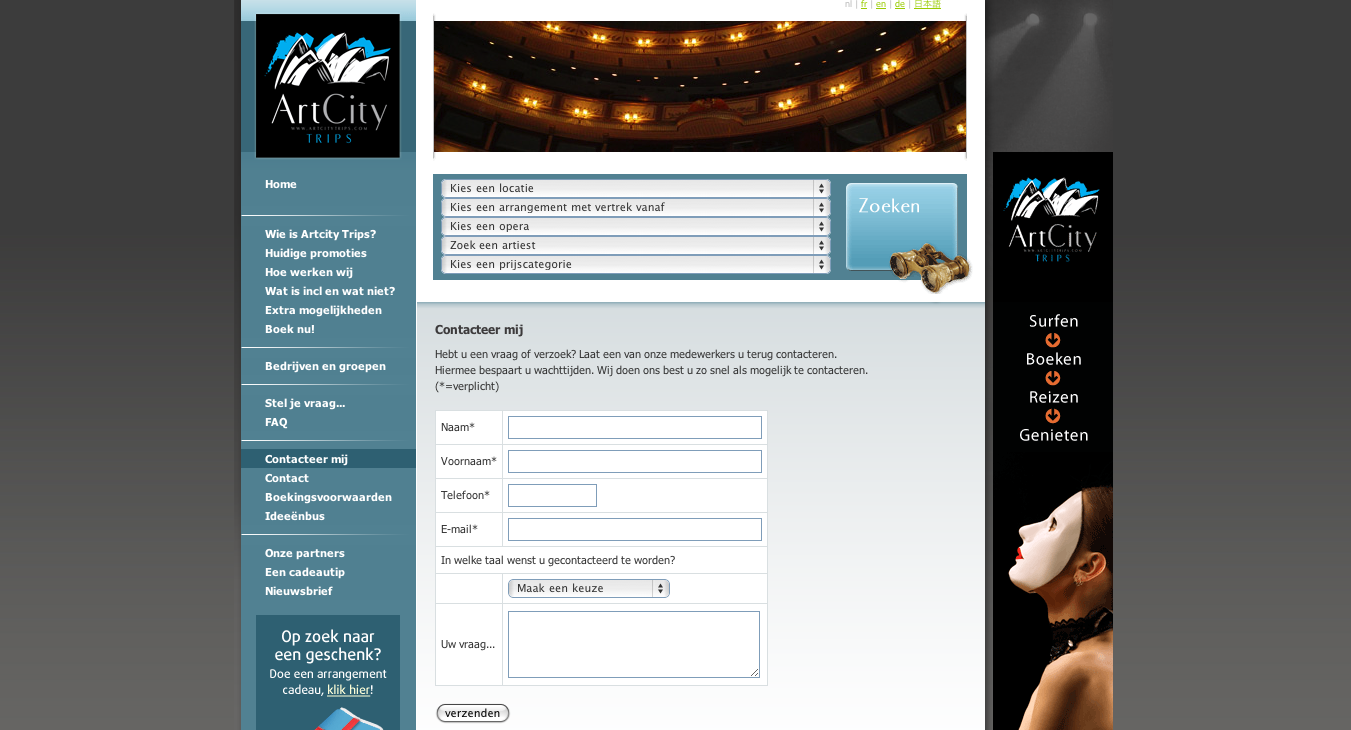 nl | fr | en | de | 日本語
ArtCity
WWW.ARTCITYTRIPS.COM
TRIPS
Home
Wie is Artcity Trips?
Huidige promoties
Hoe werken wij
Wat is incl en wat niet?
Extra mogelijkheden
Boek nu!
Bedrijven en groepen
Stel je vraag...
FAQ
Contacteer mij
Contact
Boekingsvoorwaarden
Ideeënbus
Onze partners
Een cadeautip
Nieuwsbrief
Op zoek naar
een geschenk?
Doe een arrangement
cadeau, klik hier!
Kies een locatie
Kies een arrangement met vertrek vanaf
Kies een opera
Zoek een artiest
Kies een prijscategorie
Zoeken
Contacteer mij
Hebt u een vraag of verzoek? Laat een van onze medewerkers u terug contacteren.
Hiermee bespaart u wachttijden. Wij doen ons best u zo snel als mogelijk te contacteren.
(*=verplicht)
Naam*
Voornaam*
Telefoon*
E-mail*
In welke taal wenst u gecontacteerd te worden?
Maak een keuze
Uw vraag...
verzenden
ArtCity
TRIPS
Surfen
Boeken
Reizen
Genieten